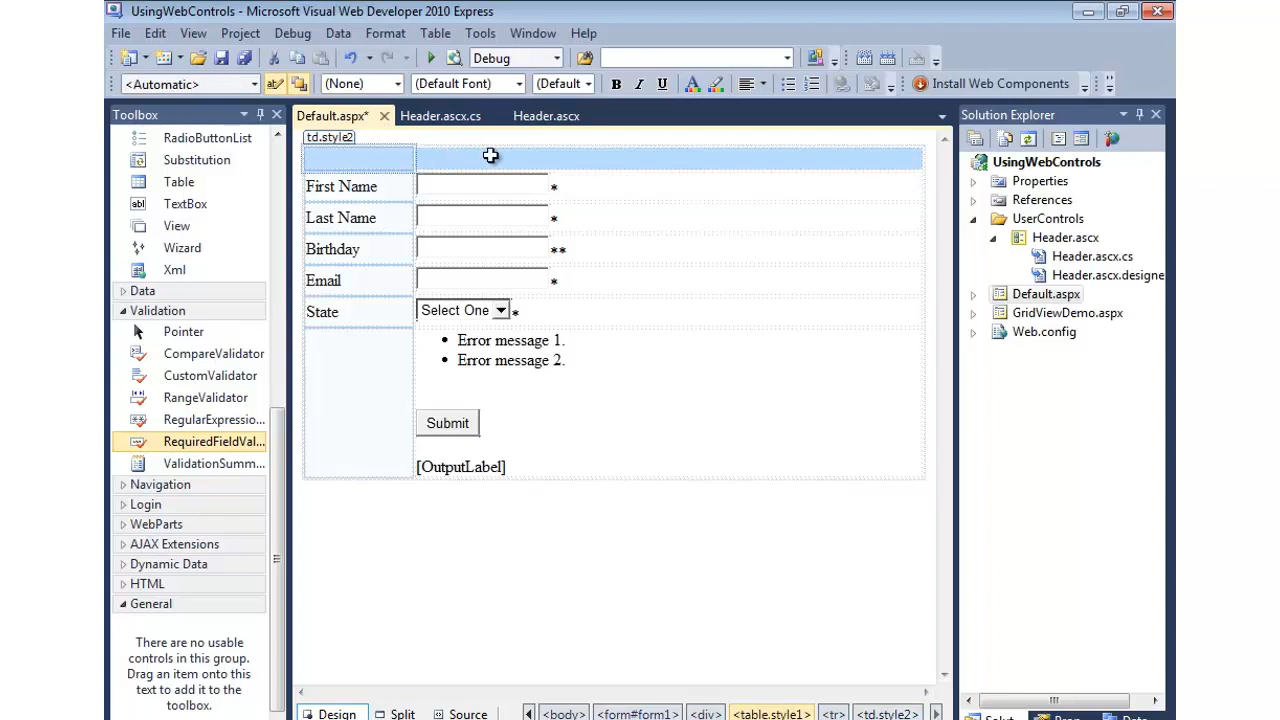 UsingWebControls - Microsoft Visual Web Developer 2010 Express
File Edit View Project Debug Data Format Table Tools Window Help
Debug
<Automatic> (None) (Default Font) (Default Install Web Components
Toolbox
Default.aspx* Header.ascx.cs Header.ascx
Solution Explorer
td.style2
RadioButtonList
Substitution
Table
TextBox
View
Wizard
Xml
Data
Validation
Pointer
CompareValidator
CustomValidator
RangeValidator
RegularExpressio...
RequiredFieldVal...
ValidationSumm...
Navigation
Login
WebParts
AJAX Extensions
Dynamic Data
HTML
General
There are no usable
controls in this group.
Drag an item onto this
text to add it to the
toolbox.
First Name *
Last Name *
Birthday **
Email *
State Select One *
• Error message 1.
• Error message 2.
Submit
[OutputLabel]
UsingWebControls
Properties
References
UserControls
Header.ascx
Header.ascx.cs
Header.ascx.designe
Default.aspx
GridViewDemo.aspx
Web.config
Design Split Source <body> <form#form1> <div> <table.style1> <tr> <td.style2>